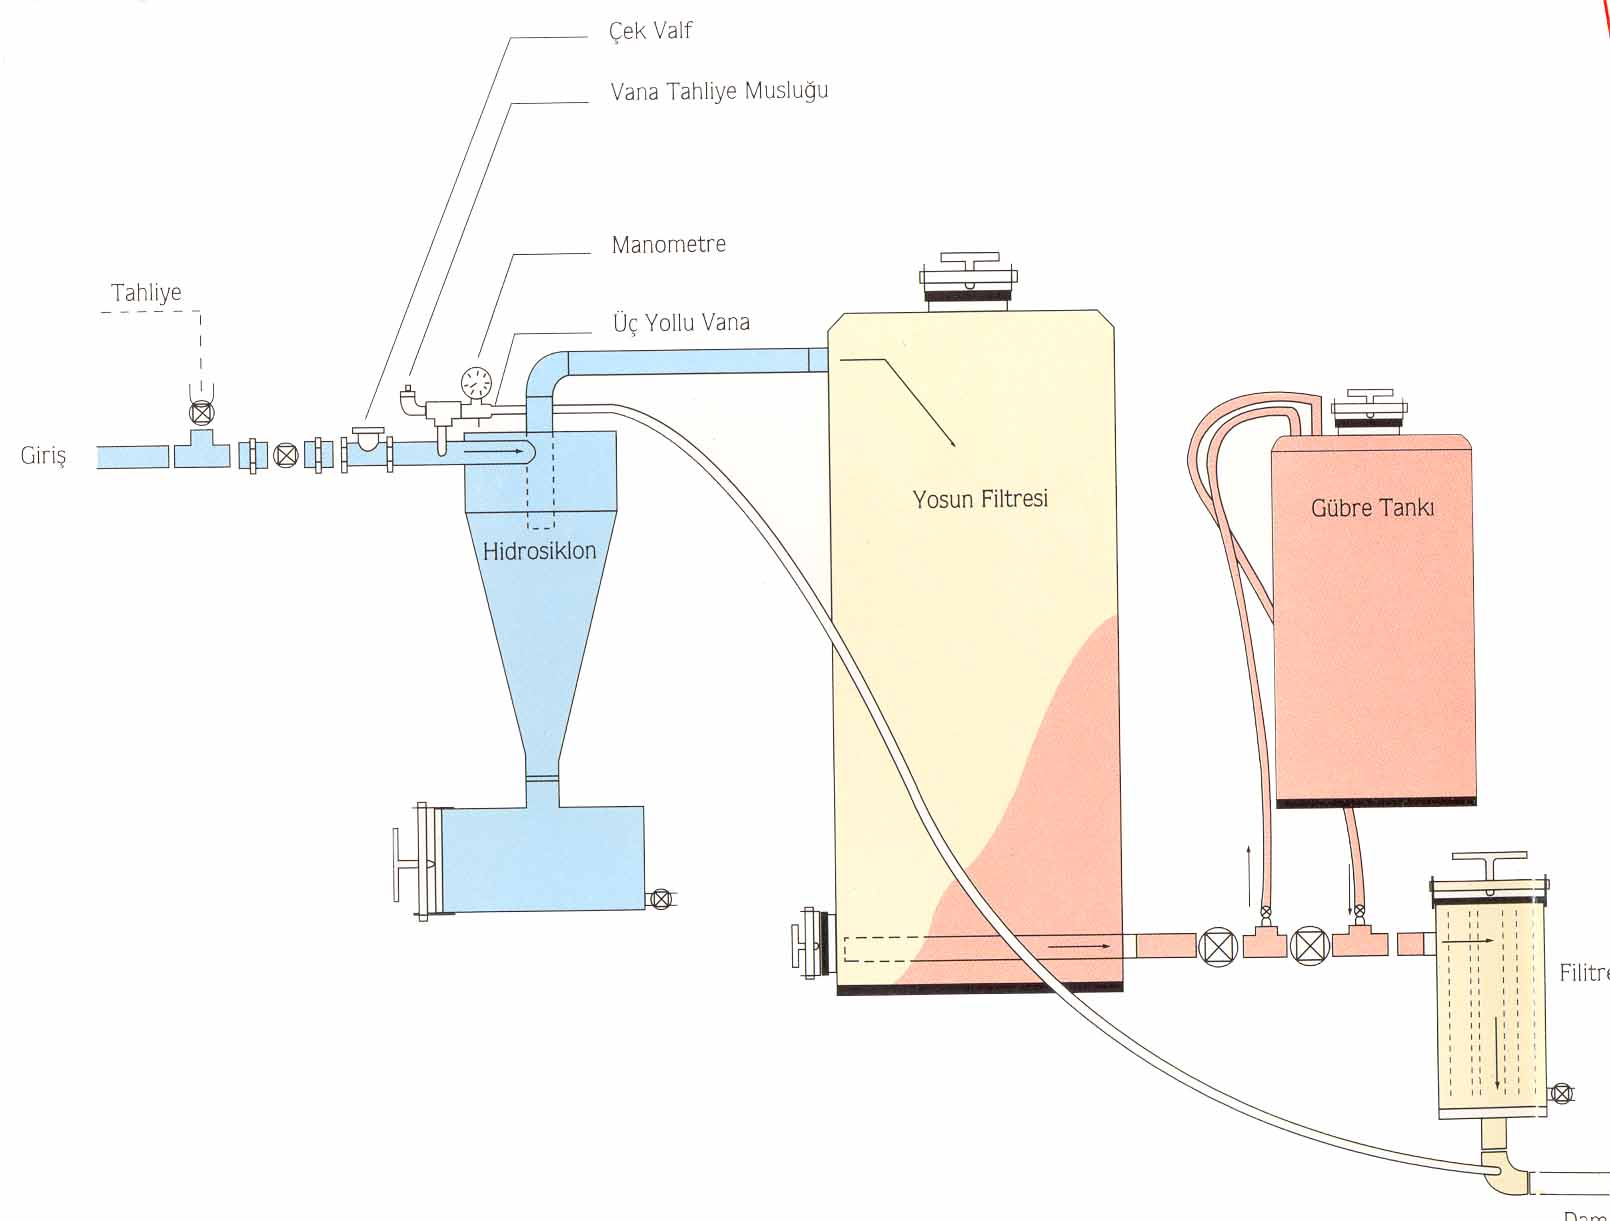 Çek Valf
Vana Tahliye Musluğu
Manometre
Tahliye
Üç Yollu Vana
Giriş
Yosun Filtresi
Gübre Tankı
Hidrosiklon